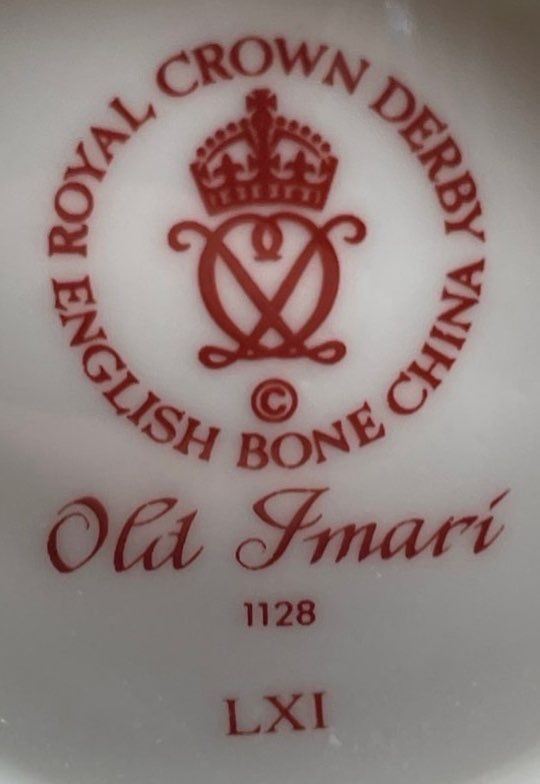 ROYAL CROWN DERBY
©
ENGLISH BONE CHINA
Old Imari
1128
LXI